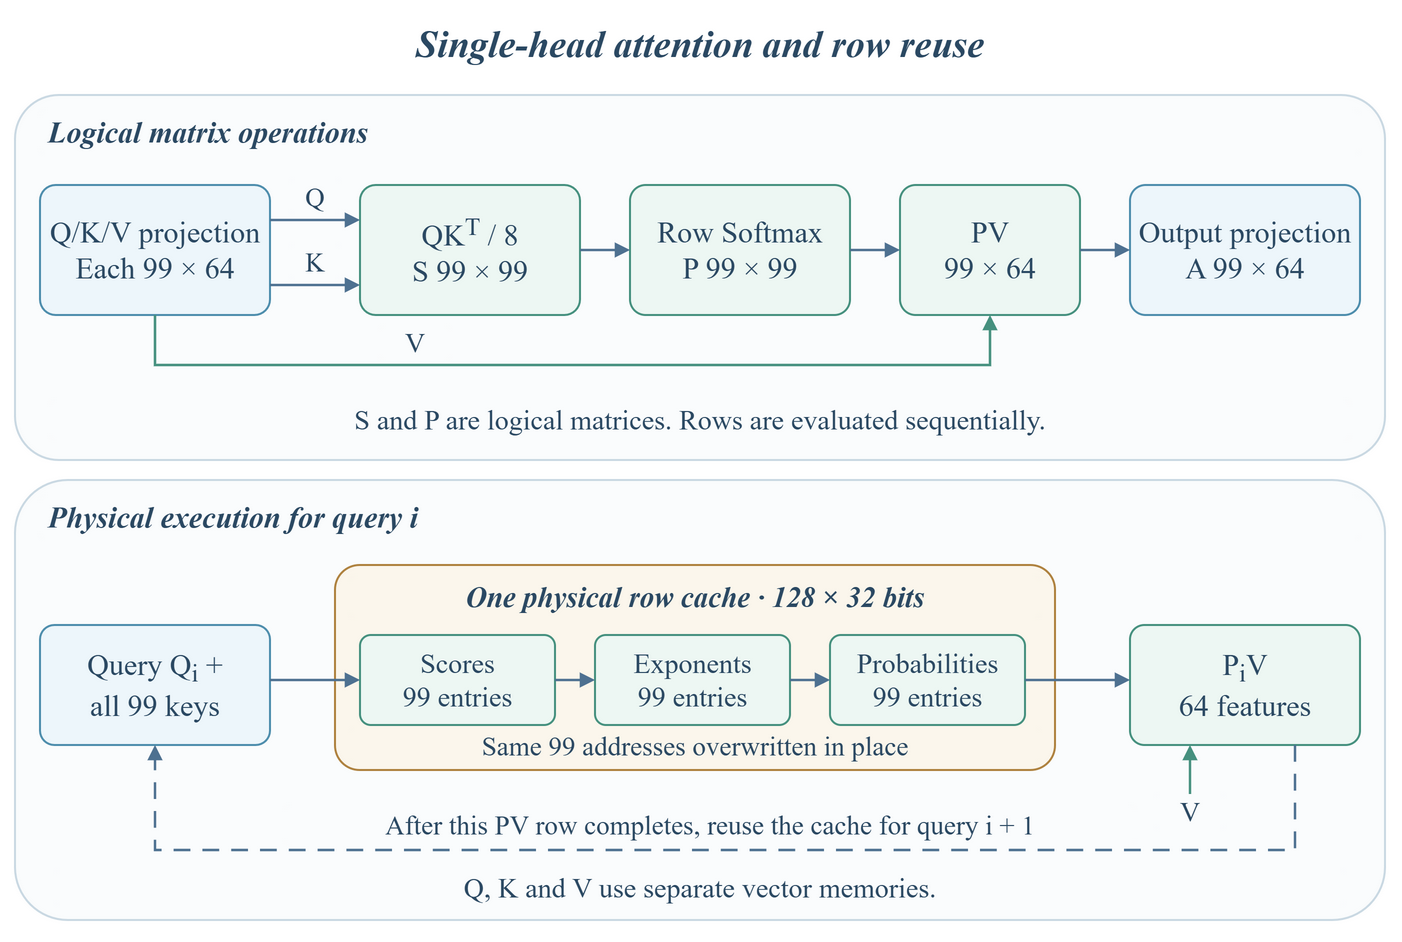 Single-head attention and row reuse
Logical matrix operations
Q/K/V projection
Each 99 × 64
Q
K
QKᵀ / 8
S 99 × 99
Row Softmax
P 99 × 99
PV
99 × 64
Output projection
A 99 × 64
V
S and P are logical matrices. Rows are evaluated sequentially.
Physical execution for query i
One physical row cache · 128 × 32 bits
Query Qᵢ +
all 99 keys
Scores
99 entries
Exponents
99 entries
Probabilities
99 entries
Same 99 addresses overwritten in place
PᵢV
64 features
V
After this PV row completes, reuse the cache for query i + 1
Q, K and V use separate vector memories.